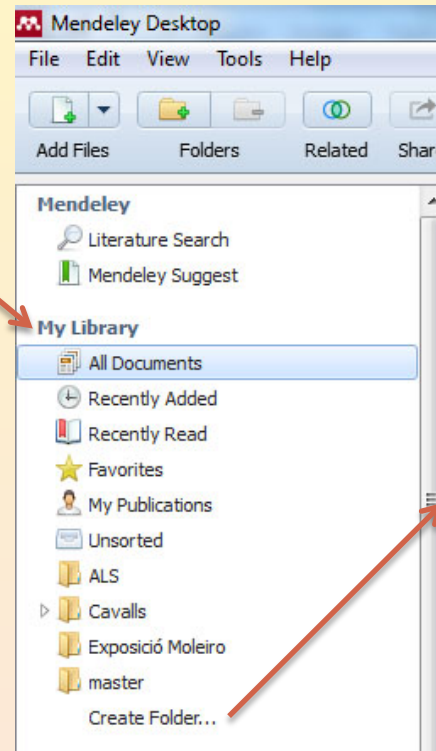 Mendeley Desktop
File Edit View Tools Help
Add Files Folders Related Shar
Mendeley
Literature Search
Mendeley Suggest
My Library
All Documents
Recently Added
Recently Read
Favorites
My Publications
Unsorted
ALS
Cavalls
Exposició Moleiro
master
Create Folder...